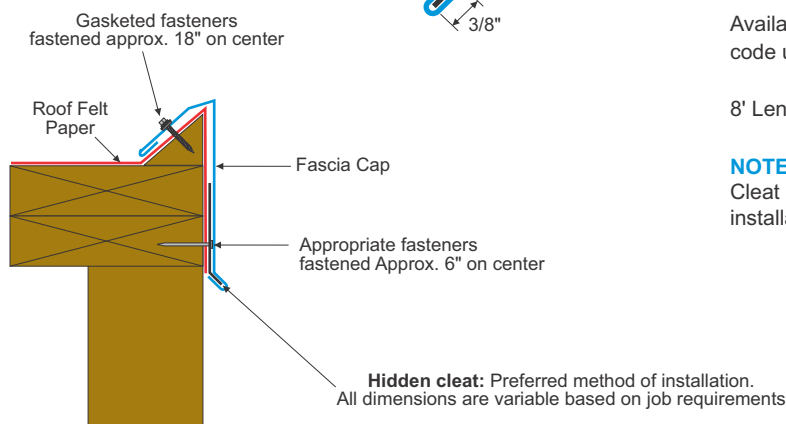 Gasketed fasteners
fastened approx. 18" on center
3/8"
Roof Felt
Paper
Fascia Cap
Appropriate fasteners
fastened Approx. 6" on center
Hidden cleat: Preferred method of installation.
All dimensions are variable based on job requirements
code u
8' Len
NOTE
Cleat